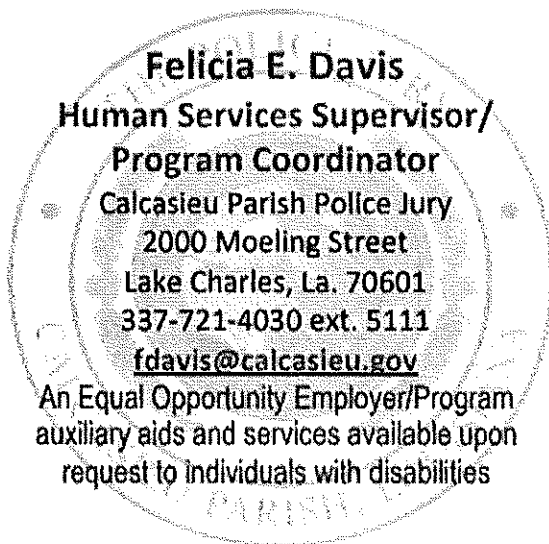 Felicia E. Davis
Human Services Supervisor/
Program Coordinator
Calcasieu Parish Police Jury
2000 Moeling Street
Lake Charles, La. 70601
337-721-4030 ext. 5111
fdavis@calcasieu.gov
An Equal Opportunity Employer/Program
auxiliary aids and services available upon
request to individuals with disabilities